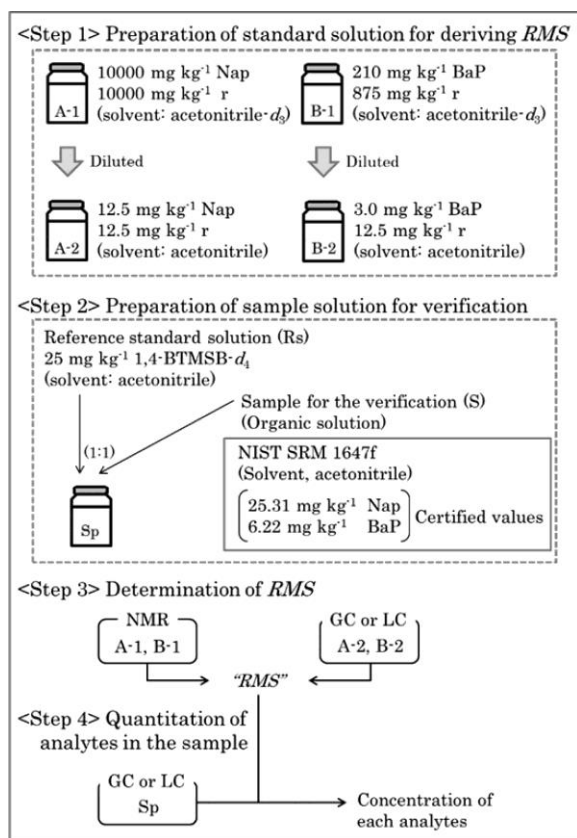 <Step 1> Preparation of standard solution for deriving RMS
10000 mg kg⁻¹ Nap
10000 mg kg⁻¹ r
(solvent: acetonitrile-d₃)
A-1
210 mg kg⁻¹ BaP
875 mg kg⁻¹ r
(solvent: acetonitrile-d₃)
B-1
Diluted
Diluted
12.5 mg kg⁻¹ Nap
12.5 mg kg⁻¹ r
(solvent: acetonitrile)
A-2
3.0 mg kg⁻¹ BaP
12.5 mg kg⁻¹ r
(solvent: acetonitrile)
B-2
<Step 2> Preparation of sample solution for verification
Reference standard solution (Rs)
25 mg kg⁻¹ 1,4-BTMSB-d₄
(solvent: acetonitrile)
Sample for the verification (S)
(Organic solution)
(1:1)
Sp
NIST SRM 1647f
(Solvent, acetonitrile)
25.31 mg kg⁻¹ Nap
6.22 mg kg⁻¹ BaP
Certified values
<Step 3> Determination of RMS
NMR
A-1, B-1
GC or LC
A-2, B-2
“RMS”
<Step 4> Quantitation of
analytes in the sample
GC or LC
Sp
Concentration of
each analytes